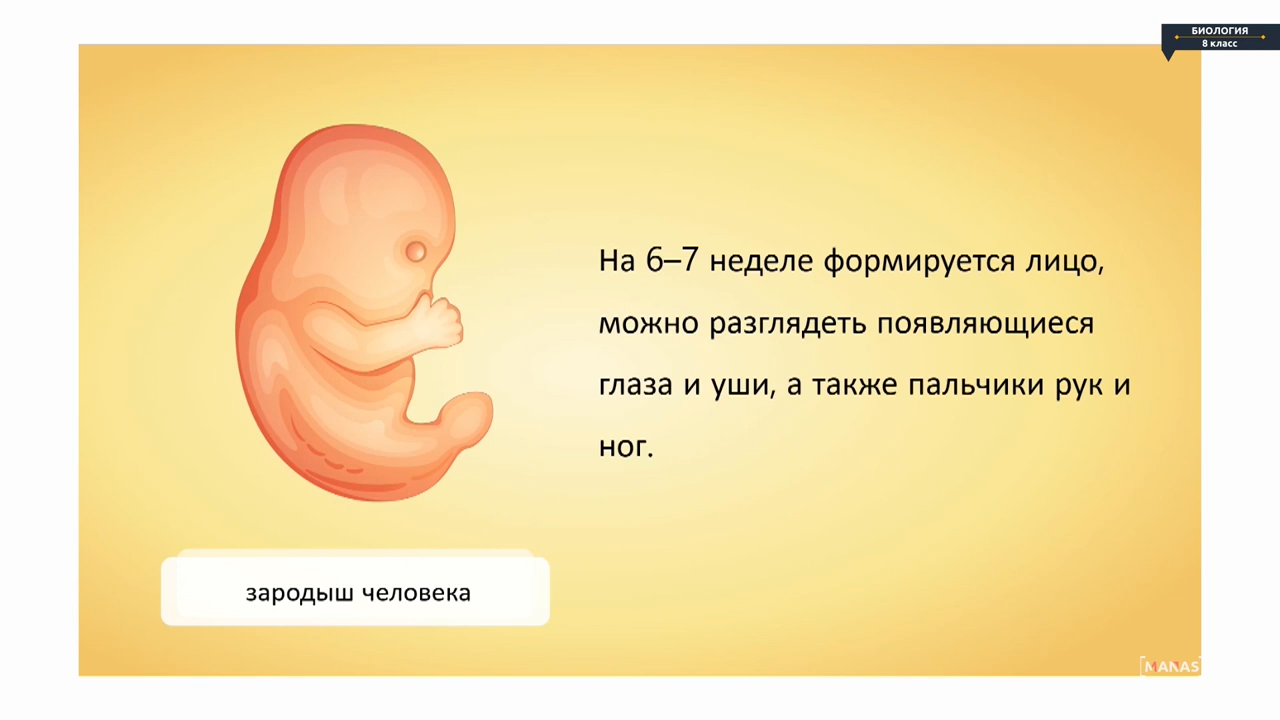 БИОЛОГИЯ
8 класс
На 6–7 неделе формируется лицо,
можно разглядеть появляющиеся
глаза и уши, а также пальчики рук и
ног.
зародыш человека
MANAS